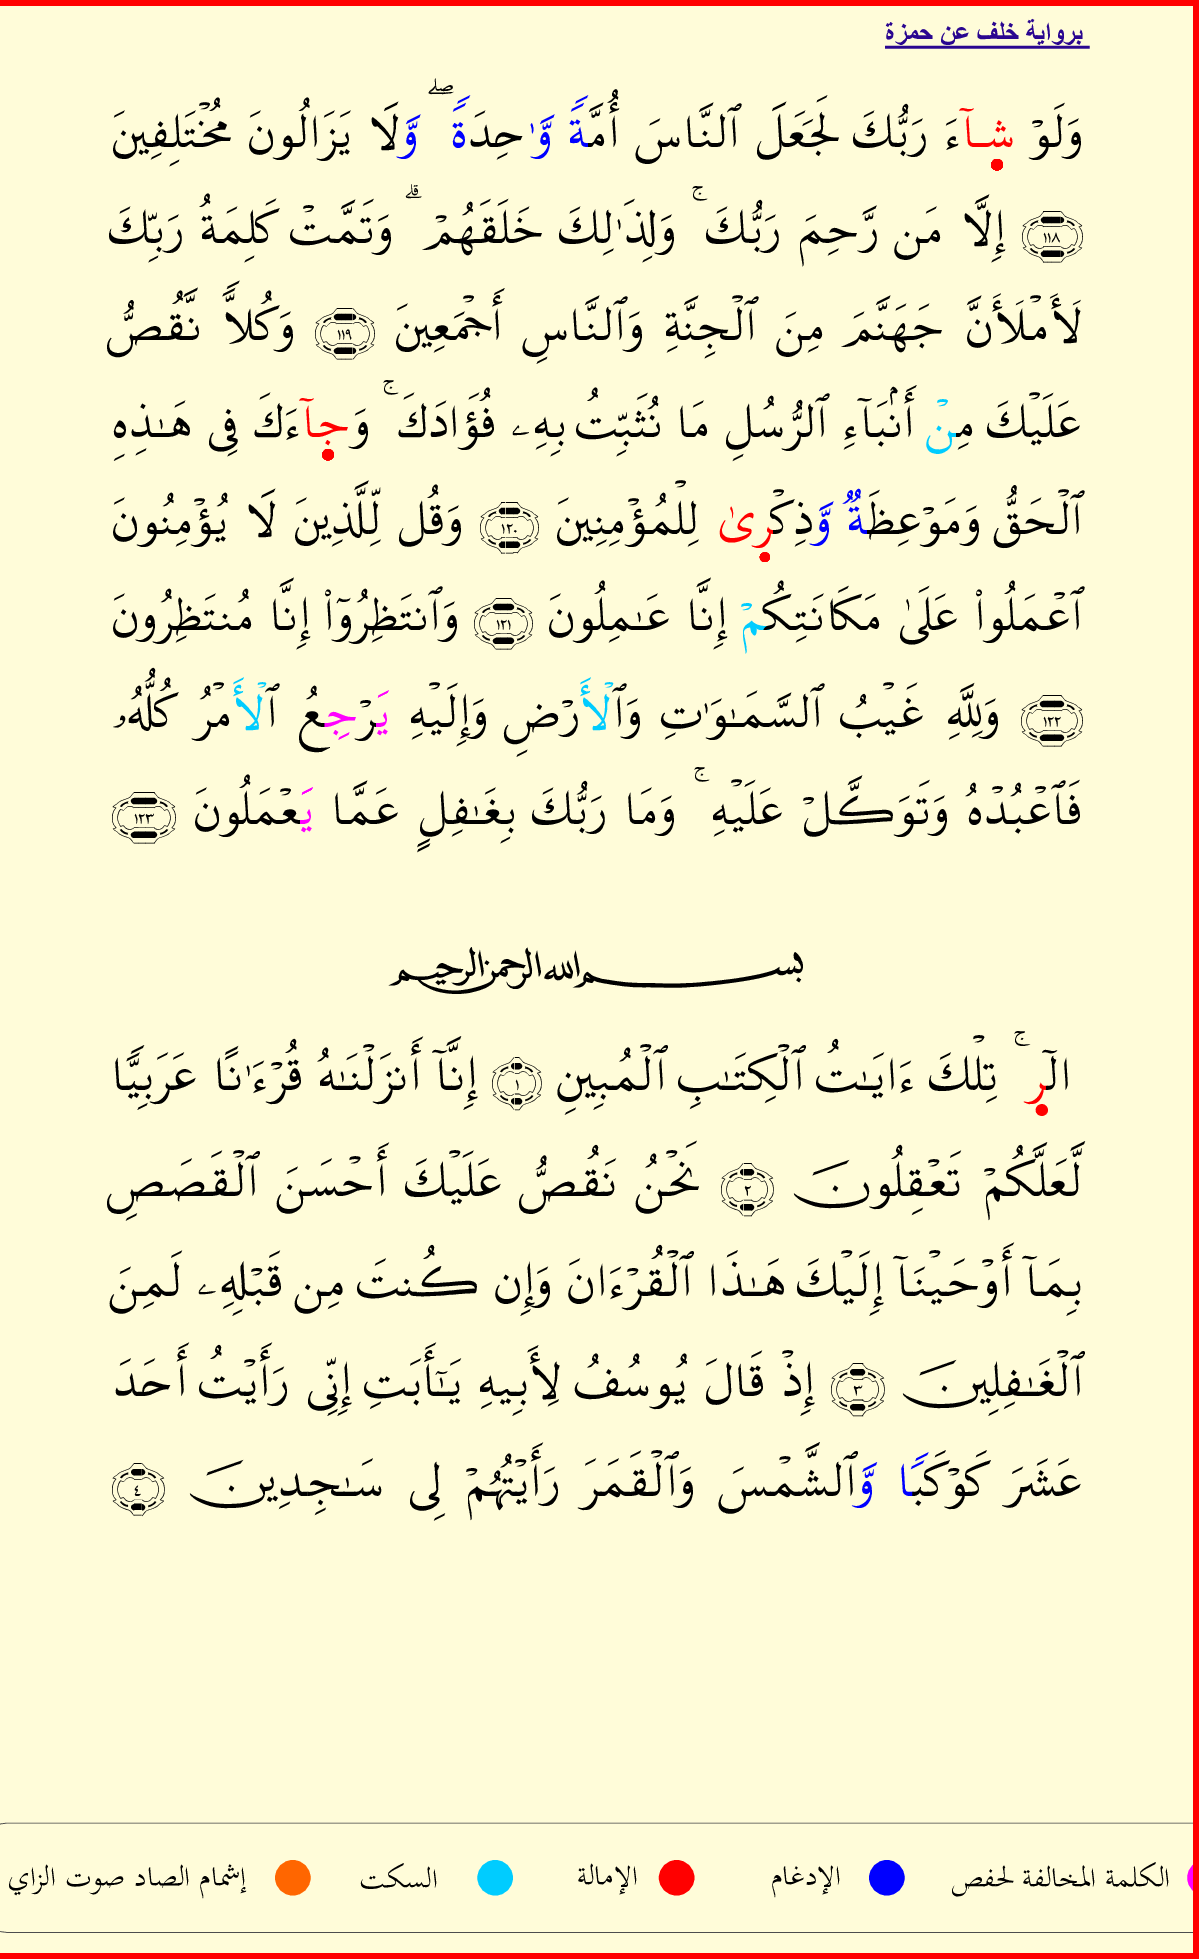 برواية خلف عن حمزة
وَلَوۡ شَآءَ رَبُّكَ لَجَعَلَ ٱلنَّاسَ أُمَّةً وَّٰحِدَةً ۖ وَّلَا يَزَالُونَ مُخۡتَلِفِينَ
١١٨ إِلَّا مَن رَّحِمَ رَبُّكَ ۚ وَلِذَٰلِكَ خَلَقَهُمۡ ۗ وَتَمَّتۡ كَلِمَةُ رَبِّكَ
لَأَمۡلَأَنَّ جَهَنَّمَ مِنَ ٱلۡجِنَّةِ وَٱلنَّاسِ أَجۡمَعِينَ ١١٩ وَكُلاًّ نَّقُصُّ
عَلَيۡكَ مِنۡ أَنۢبَآءِ ٱلرُّسُلِ مَا نُثَبِّتُ بِهِۦ فُؤَادَكَ ۚ وَجَآءَكَ فِى هَـٰذِهِ
ٱلۡحَقُّ وَمَوۡعِظَةٌ وَّذِكۡرِىٰ لِلۡمُؤۡمِنِينَ ١٢٠ وَقُل لِّلَّذِينَ لَا يُؤۡمِنُونَ
ٱعۡمَلُوا۟ عَلَىٰ مَكَانَتِكُمۡ إِنَّا عَـٰمِلُونَ ١٢١ وَٱنتَظِرُوٓا۟ إِنَّا مُنتَظِرُونَ
١٢٢ وَلِلَّهِ غَيۡبُ ٱلسَّمَـٰوَٰتِ وَٱلۡأَرۡضِ وَإِلَيۡهِ يَرۡجِعُ ٱلۡأَمۡرُ كُلُّهُۥ
فَٱعۡبُدۡهُ وَتَوَكَّلۡ عَلَيۡهِ ۚ وَمَا رَبُّكَ بِغَـٰفِلٍ عَمَّا يَعۡمَلُونَ ١٢٣
بسم الله الرحمن الرحيم
الٓر ۚ تِلۡكَ ءَايَـٰتُ ٱلۡكِتَـٰبِ ٱلۡمُبِينِ ١ إِنَّآ أَنزَلۡنَـٰهُ قُرۡءَٰنًا عَرَبِيًّا
لَّعَلَّكُمۡ تَعۡقِلُونَ ٢ نَحۡنُ نَقُصُّ عَلَيۡكَ أَحۡسَنَ ٱلۡقَصَصِ
بِمَآ أَوۡحَيۡنَآ إِلَيۡكَ هَـٰذَا ٱلۡقُرۡءَانَ وَإِن كُنتَ مِن قَبۡلِهِۦ لَمِنَ
ٱلۡغَـٰفِلِينَ ٣ إِذۡ قَالَ يُوسُفُ لِأَبِيهِ يَـٰٓأَبَتِ إِنِّى رَأَيۡتُ أَحَدَ
عَشَرَ كَوۡكَبًا وَّٱلشَّمۡسَ وَٱلۡقَمَرَ رَأَيۡتُهُمۡ لِى سَـٰجِدِينَ ٤
الكلمة المخالفة لحفص الإدغام الإمالة السكت إشمام الصاد صوت الزاي